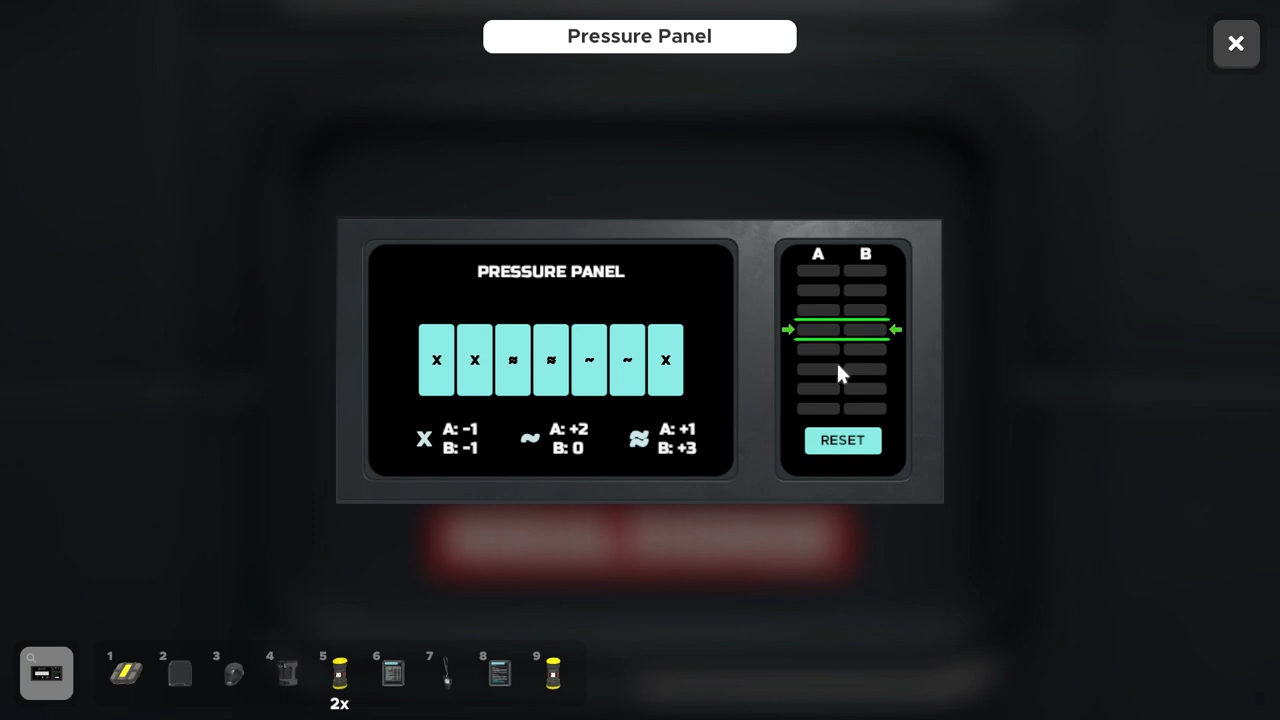 Pressure Panel
PRESSURE PANEL
A B
x x ≈ ≈ ~ ~ x
x A: -1 ~ A: +2 ≈ A: +1
B: -1 B: 0 B: +3
RESET
1 2 3 4 5 6 7 8 9
2x